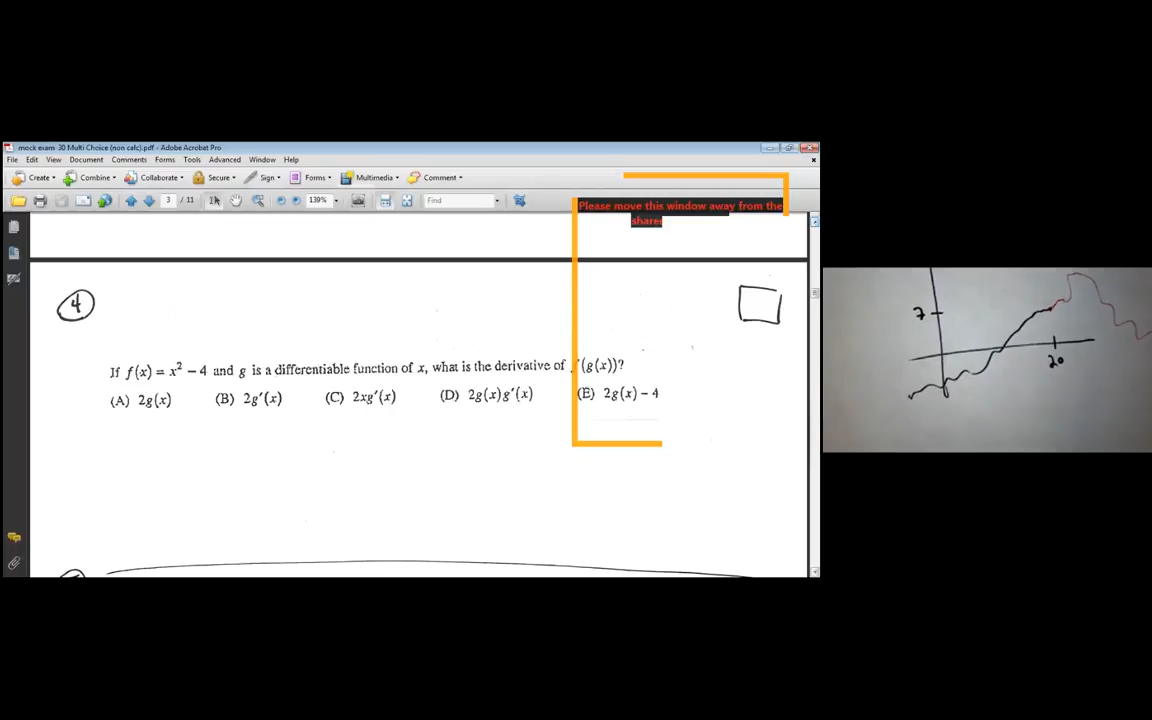 mock exam 30 Multi Choice (non calc).pdf - Adobe Acrobat Pro
File Edit View Document Comments Forms Tools Advanced Window Help
Create Combine Collaborate Secure Sign Forms Multimedia Comment
3 / 11 139% Find
Please move this window away from the
shared
4
If f(x) = x² − 4 and g is a differentiable function of x, what is the derivative of f(g(x))?
(A) 2g(x) (B) 2g′(x) (C) 2xg′(x) (D) 2g(x)g′(x) (E) 2g(x) − 4
7
20